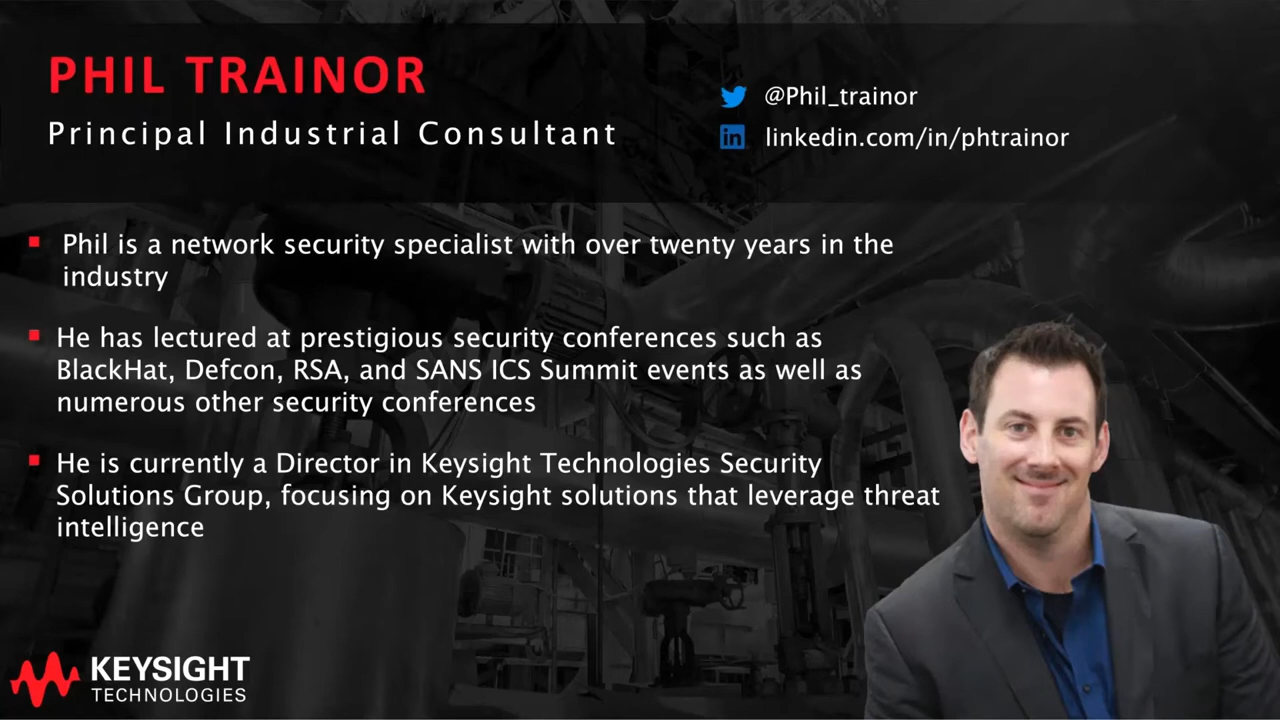 PHIL TRAINOR
Principal Industrial Consultant
@Phil_trainor
linkedin.com/in/phtrainor
Phil is a network security specialist with over twenty years in the
industry
He has lectured at prestigious security conferences such as
BlackHat, Defcon, RSA, and SANS ICS Summit events as well as
numerous other security conferences
He is currently a Director in Keysight Technologies Security
Solutions Group, focusing on Keysight solutions that leverage threat
intelligence
KEYSIGHT
TECHNOLOGIES